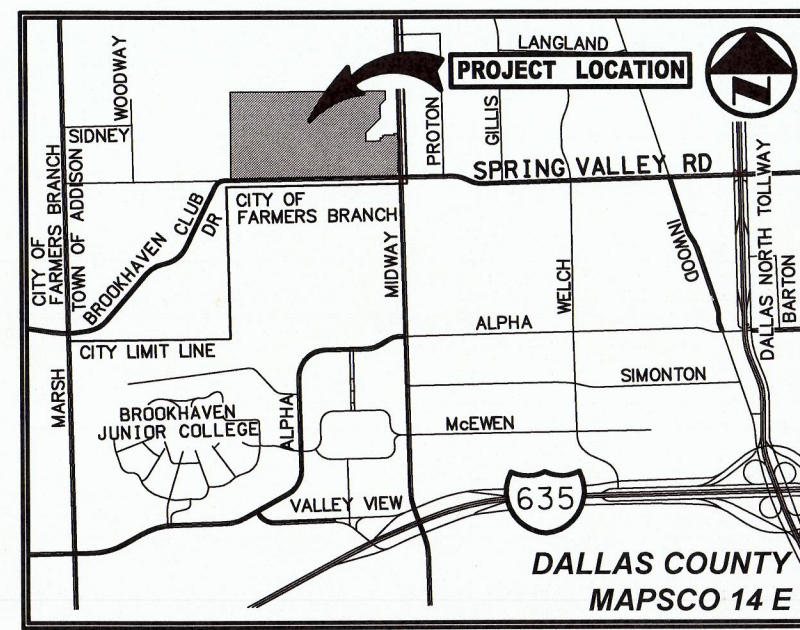 LANGLAND
PROJECT LOCATION
N
WOODWAY
SIDNEY
PROTON
GILLIS
SPRING VALLEY RD
CITY OF
FARMERS BRANCH
TOWN OF ADDISON
BROOKHAVEN CLUB
DR
CITY OF
FARMERS BRANCH
MIDWAY
WELCH
INWOOD
DALLAS NORTH TOLLWAY
BARTON
ALPHA
CITY LIMIT LINE
SIMONTON
MARSH
BROOKHAVEN
JUNIOR COLLEGE
ALPHA
McEWEN
VALLEY VIEW
635
DALLAS COUNTY
MAPSCO 14 E